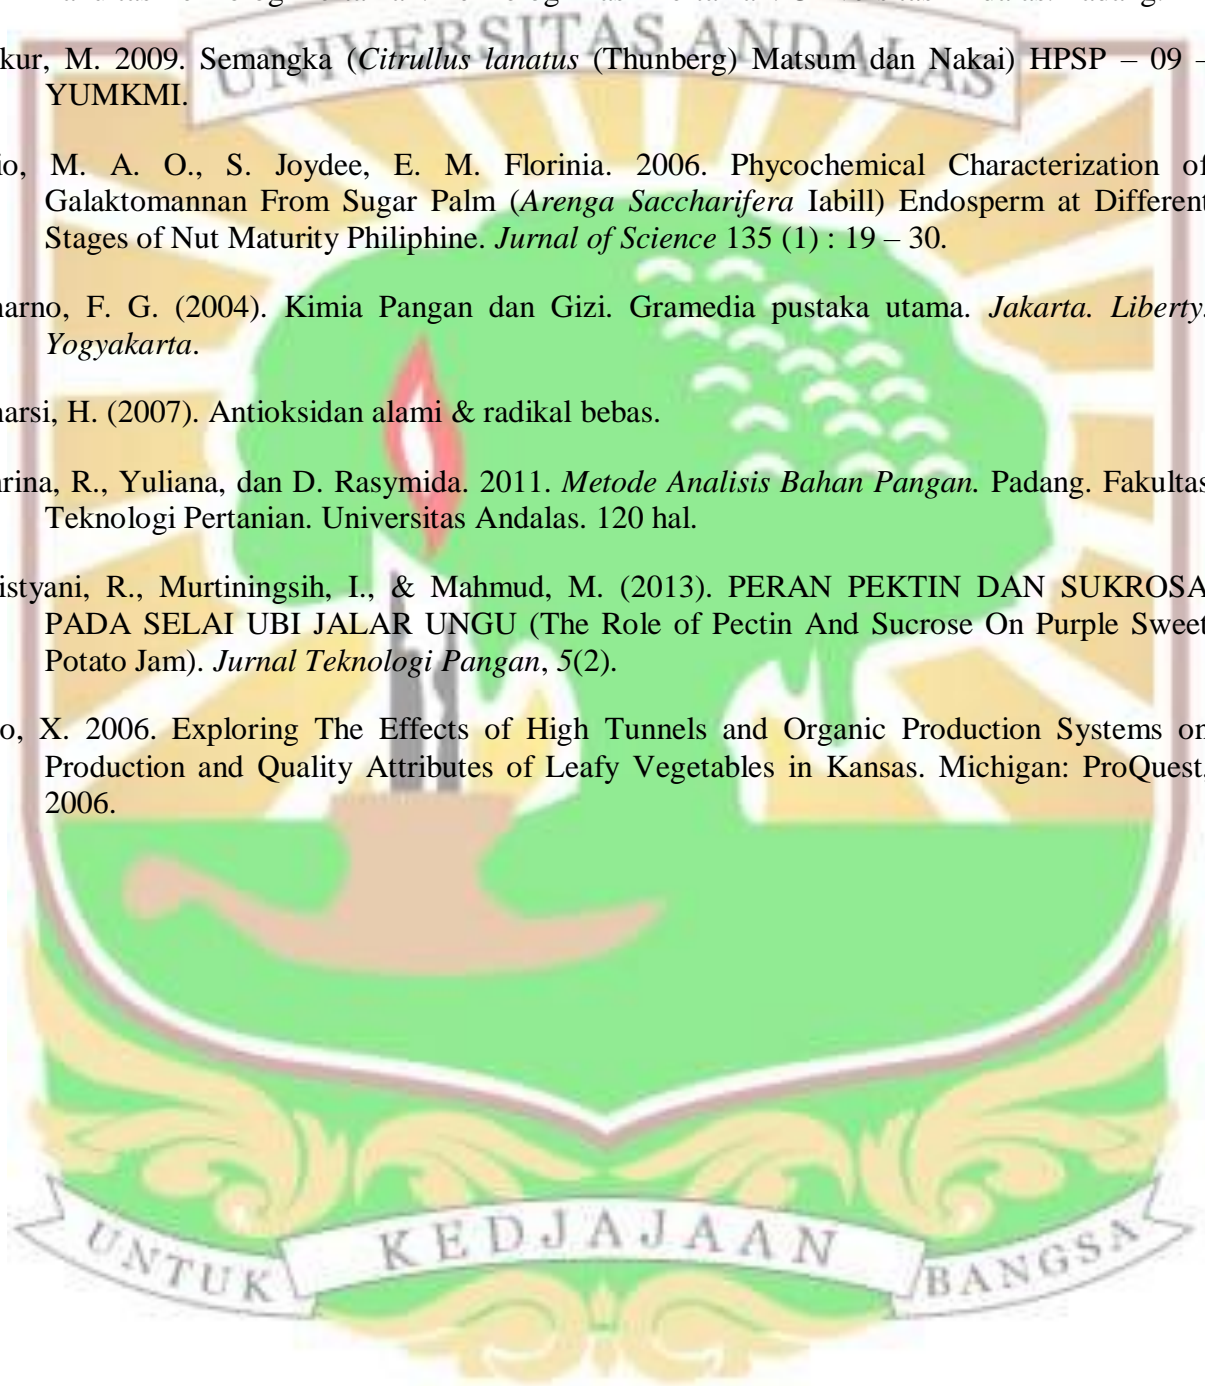 UNIVERSITAS ANDALAS
kur, M. 2009. Semangka (Citrullus lanatus (Thunberg) Matsum dan Nakai) HPSP – 09 –
YUMKMI.
io, M. A. O., S. Joydee, E. M. Florinia. 2006. Phycochemical Characterization of
Galaktomannan From Sugar Palm (Arenga Saccharifera Iabill) Endosperm at Different
Stages of Nut Maturity Philiphine. Jurnal of Science 135 (1) : 19 – 30.
narno, F. G. (2004). Kimia Pangan dan Gizi. Gramedia pustaka utama. Jakarta. Liberty.
Yogyakarta.
narsi, H. (2007). Antioksidan alami & radikal bebas.
rina, R., Yuliana, dan D. Rasymida. 2011. Metode Analisis Bahan Pangan. Padang. Fakultas
Teknologi Pertanian. Universitas Andalas. 120 hal.
istyani, R., Murtiningsih, I., & Mahmud, M. (2013). PERAN PEKTIN DAN SUKROSA
PADA SELAI UBI JALAR UNGU (The Role of Pectin And Sucrose On Purple Sweet
Potato Jam). Jurnal Teknologi Pangan, 5(2).
o, X. 2006. Exploring The Effects of High Tunnels and Organic Production Systems on
Production and Quality Attributes of Leafy Vegetables in Kansas. Michigan: ProQuest,
2006.
UNTUK KEDJAJAAN BANGSA